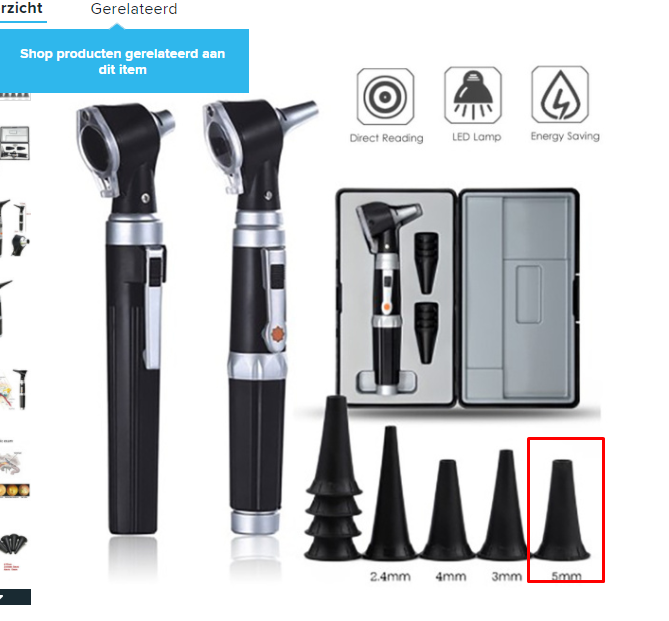 rzicht
Gerelateerd
Shop producten gerelateerd aan
dit item
Direct Reading
LED Lamp
Energy Saving
2.4mm
4mm
3mm
5mm